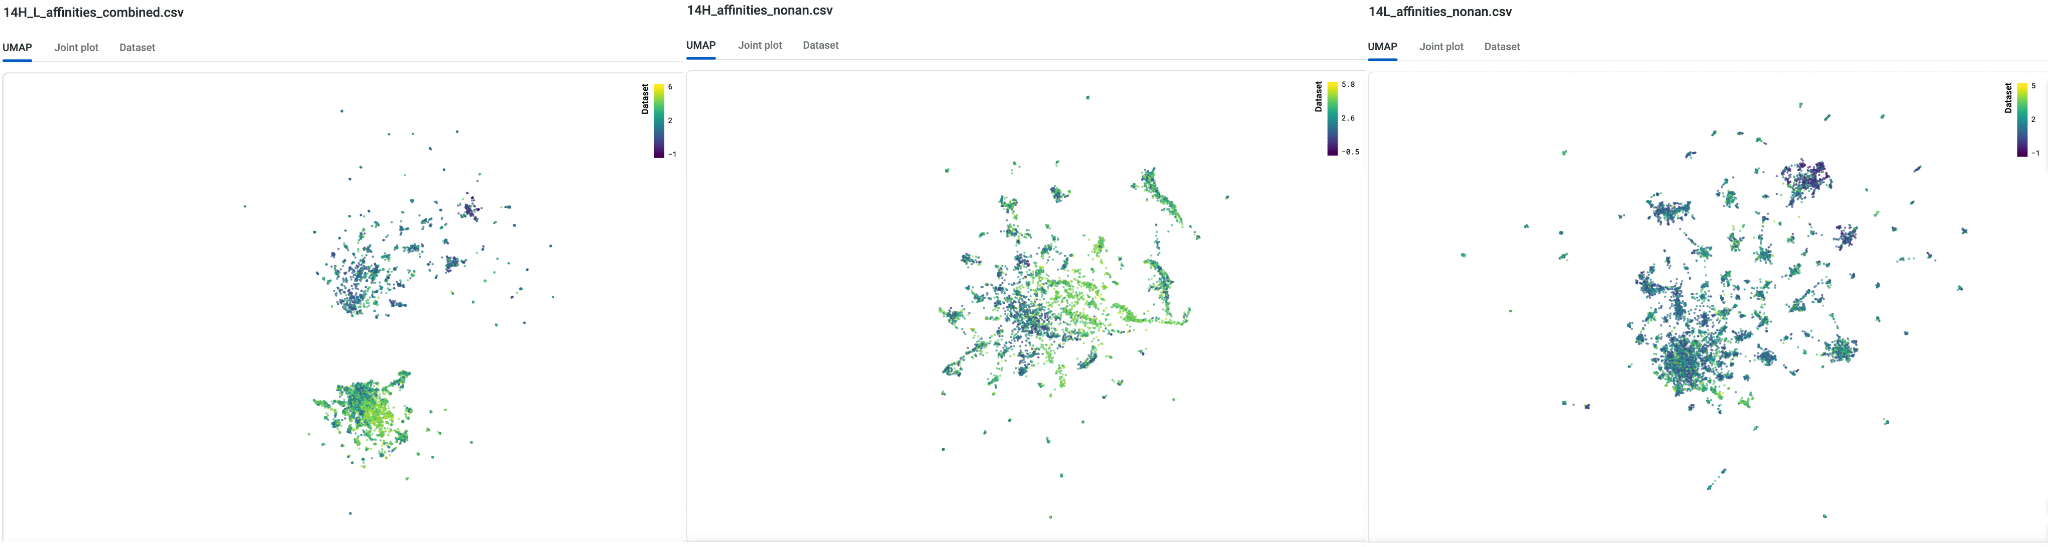 14H_L_affinities_combined.csv
UMAP Joint plot Dataset
Dataset
6
2
-1
14H_affinities_nonan.csv
UMAP Joint plot Dataset
Dataset
5.8
2.6
-0.5
14L_affinities_nonan.csv
UMAP Joint plot Dataset
Dataset
5
2
-1